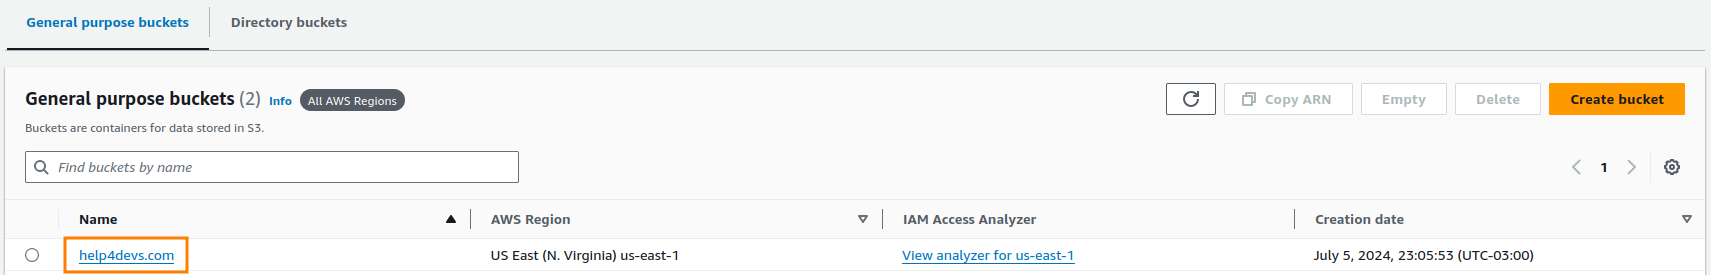 General purpose buckets Directory buckets
General purpose buckets (2) Info All AWS Regions Copy ARN Empty Delete Create bucket
Buckets are containers for data stored in S3.
Find buckets by name 1
Name AWS Region IAM Access Analyzer Creation date
help4devs.com US East (N. Virginia) us-east-1 View analyzer for us-east-1 July 5, 2024, 23:05:53 (UTC-03:00)